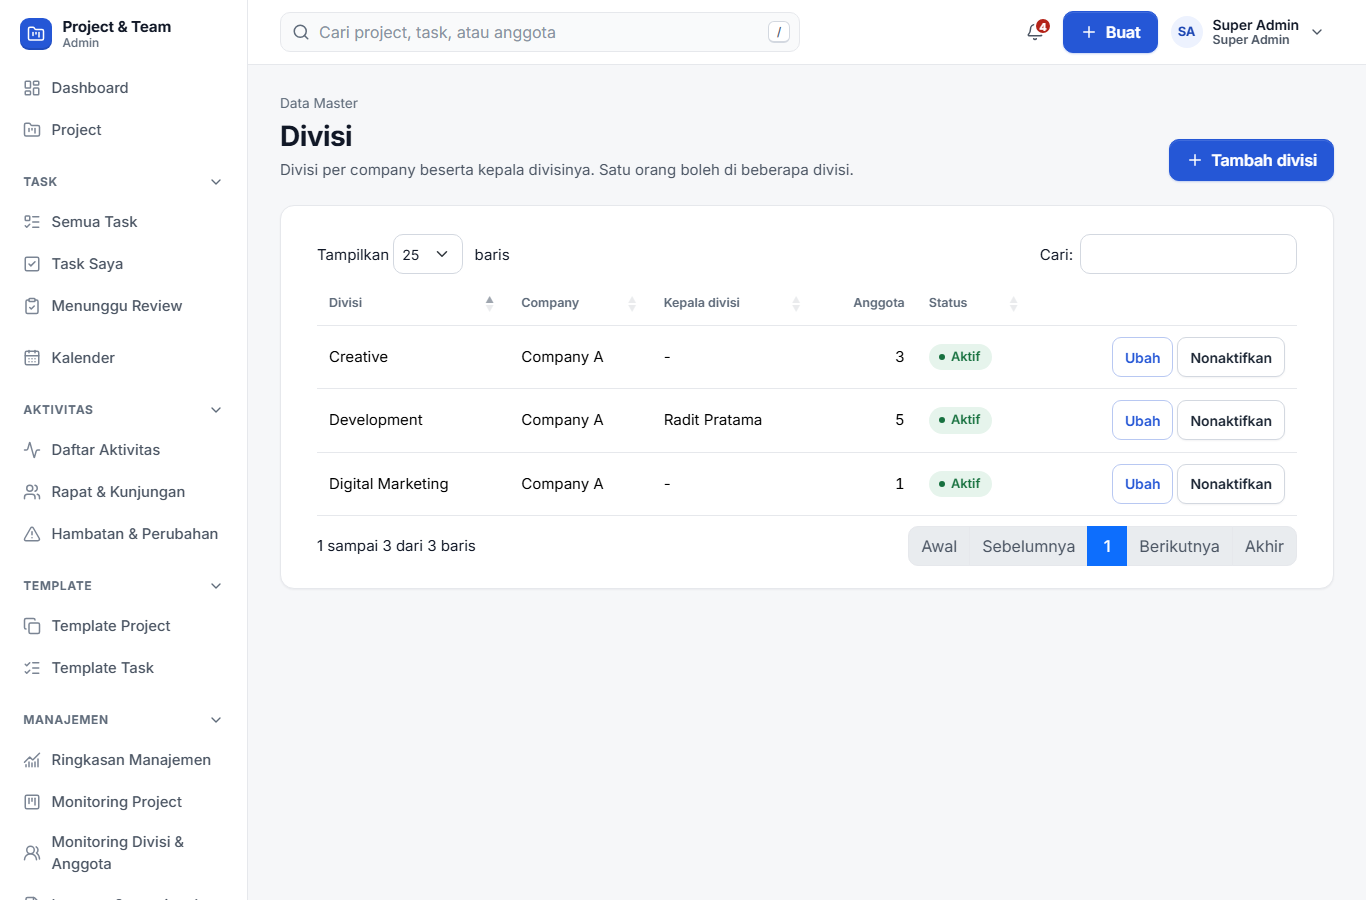 Project & Team
Admin
Dashboard
Project
TASK
Semua Task
Task Saya
Menunggu Review
Kalender
AKTIVITAS
Daftar Aktivitas
Rapat & Kunjungan
Hambatan & Perubahan
TEMPLATE
Template Project
Template Task
MANAJEMEN
Ringkasan Manajemen
Monitoring Project
Monitoring Divisi &
Anggota
Cari project, task, atau anggota
/
4
Buat
SA
Super Admin
Super Admin
Data Master
Divisi
Divisi per company beserta kepala divisinya. Satu orang boleh di beberapa divisi.
Tambah divisi
Tampilkan 25 baris
Cari:
Divisi Company Kepala divisi Anggota Status
Creative Company A - 3 Aktif Ubah Nonaktifkan
Development Company A Radit Pratama 5 Aktif Ubah Nonaktifkan
Digital Marketing Company A - 1 Aktif Ubah Nonaktifkan
1 sampai 3 dari 3 baris
Awal Sebelumnya 1 Berikutnya Akhir